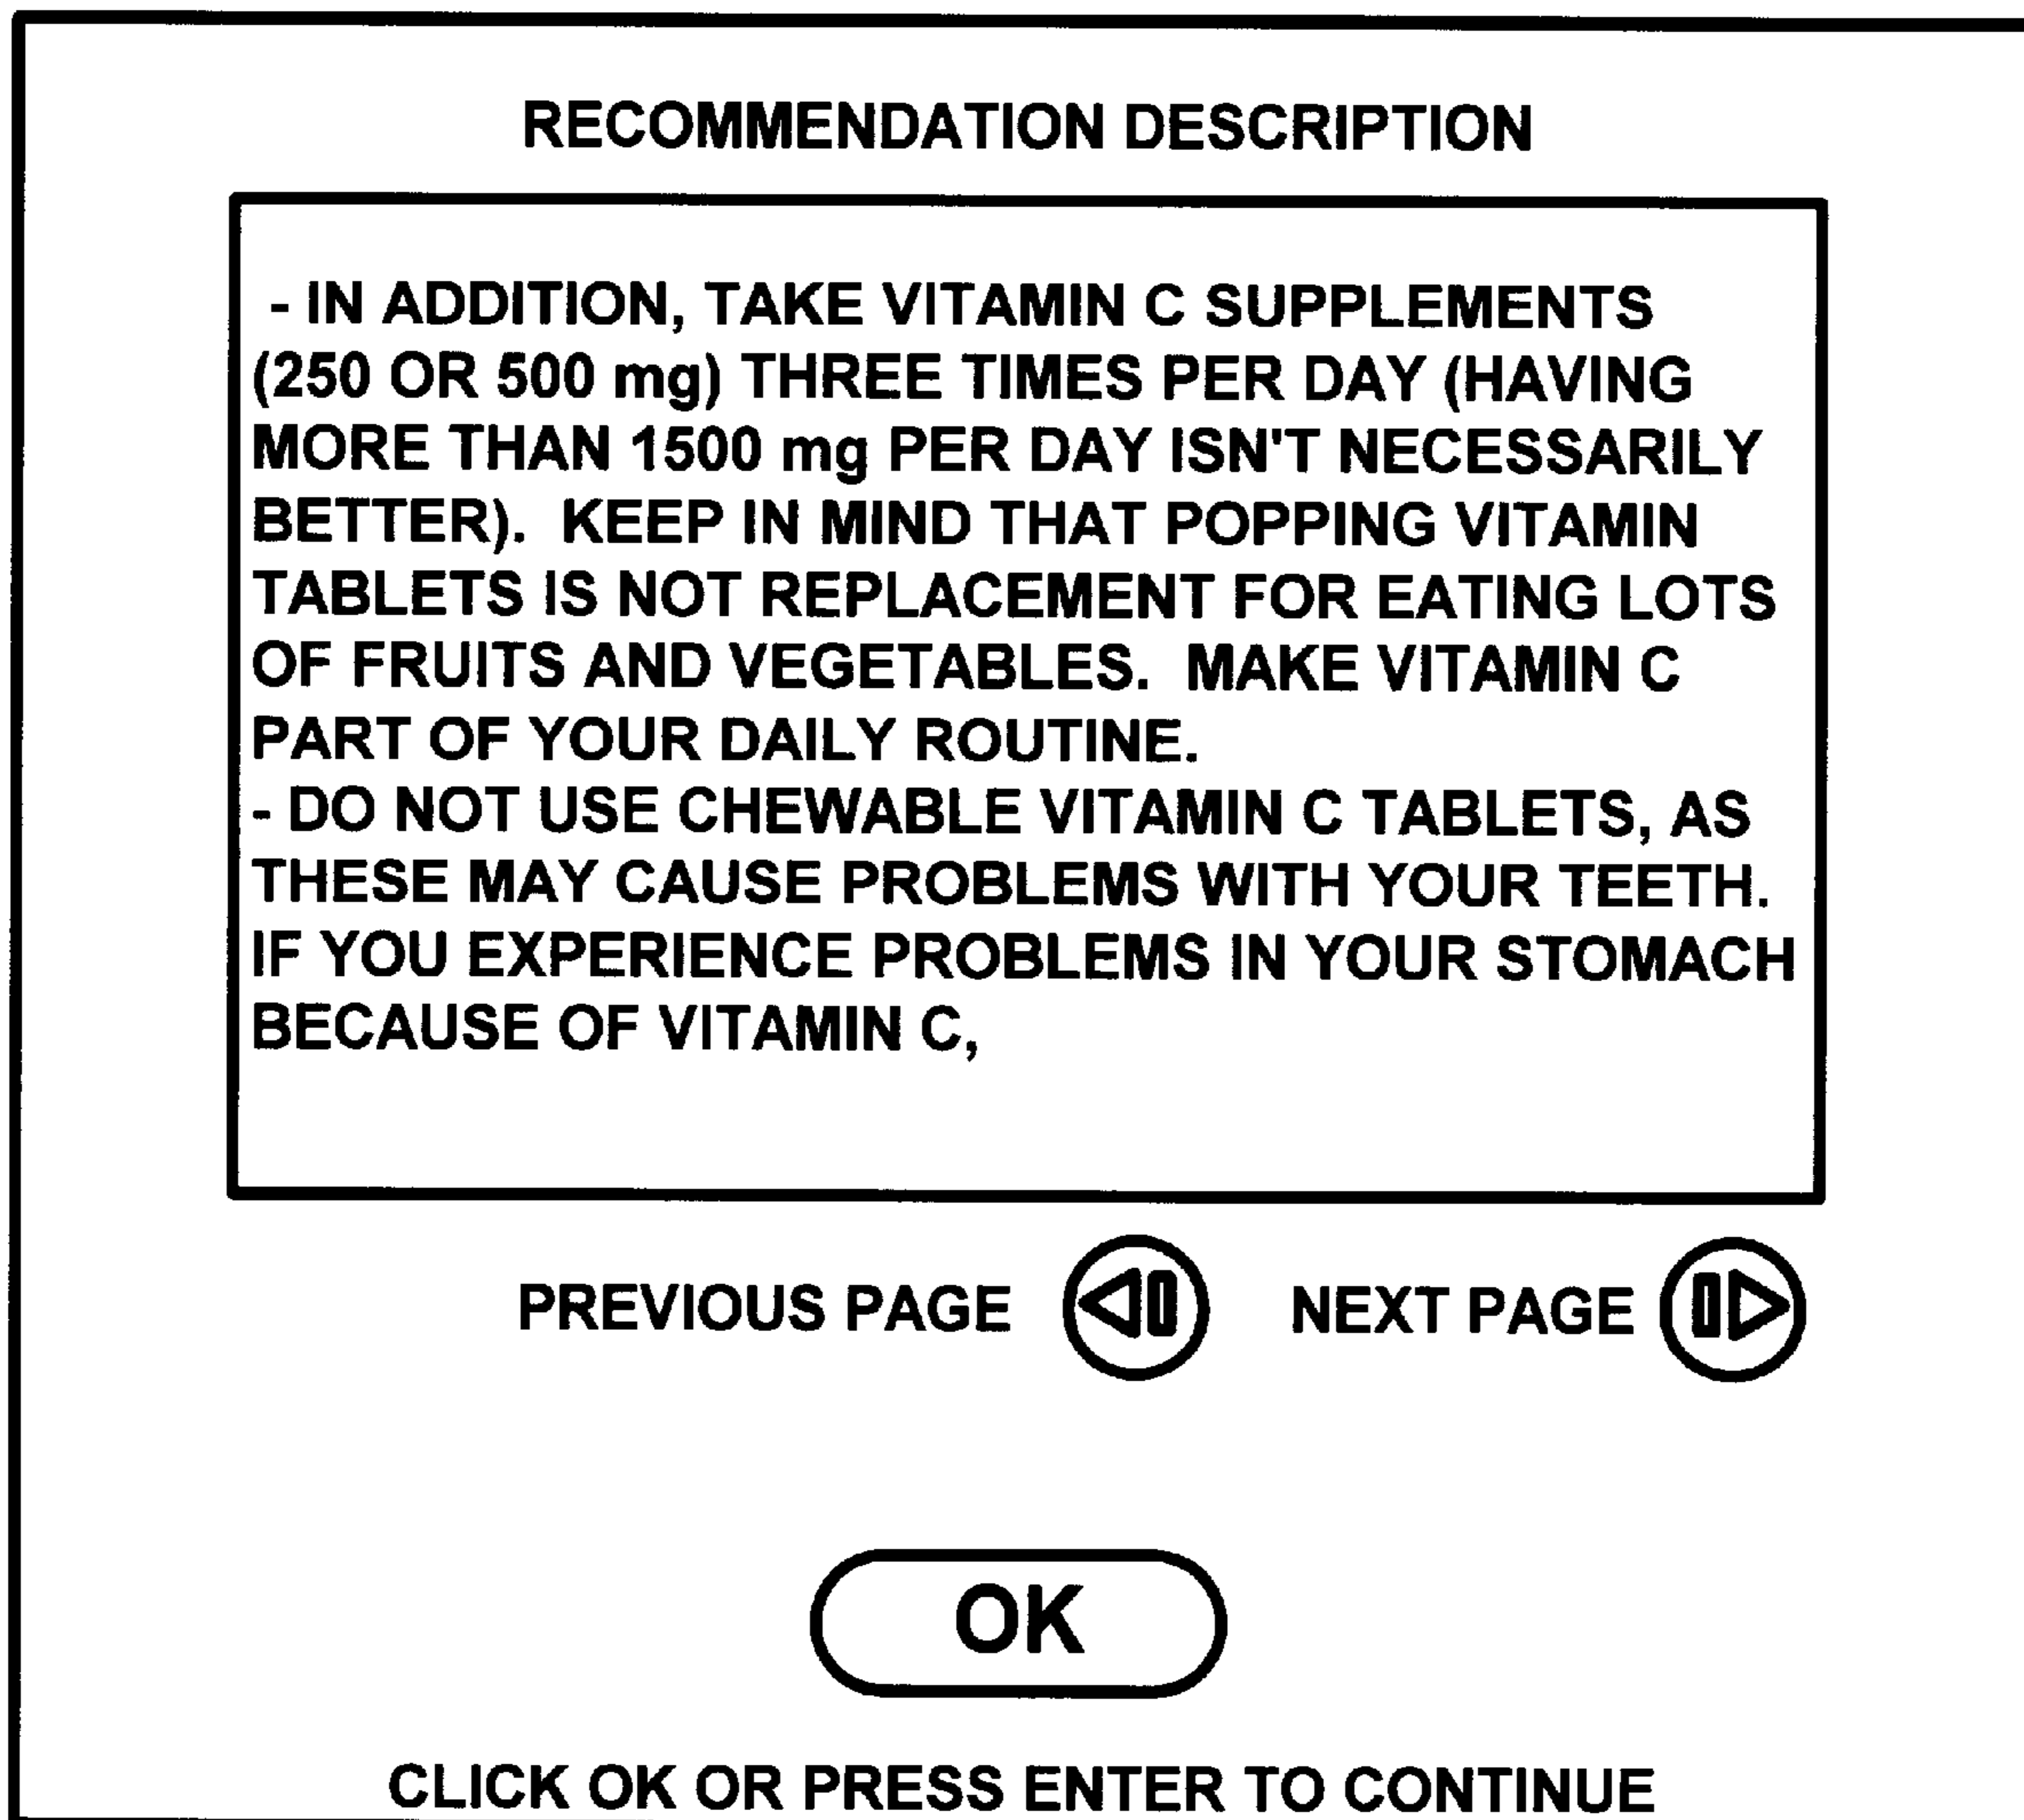 RECOMMENDATION DESCRIPTION
- IN ADDITION, TAKE VITAMIN C SUPPLEMENTS
(250 OR 500 mg) THREE TIMES PER DAY (HAVING
MORE THAN 1500 mg PER DAY ISN'T NECESSARILY
BETTER).  KEEP IN MIND THAT POPPING VITAMIN
TABLETS IS NOT REPLACEMENT FOR EATING LOTS
OF FRUITS AND VEGETABLES.  MAKE VITAMIN C
PART OF YOUR DAILY ROUTINE.
- DO NOT USE CHEWABLE VITAMIN C TABLETS, AS
THESE MAY CAUSE PROBLEMS WITH YOUR TEETH.
IF YOU EXPERIENCE PROBLEMS IN YOUR STOMACH
BECAUSE OF VITAMIN C,
PREVIOUS PAGE NEXT PAGE
OK
CLICK OK OR PRESS ENTER TO CONTINUE